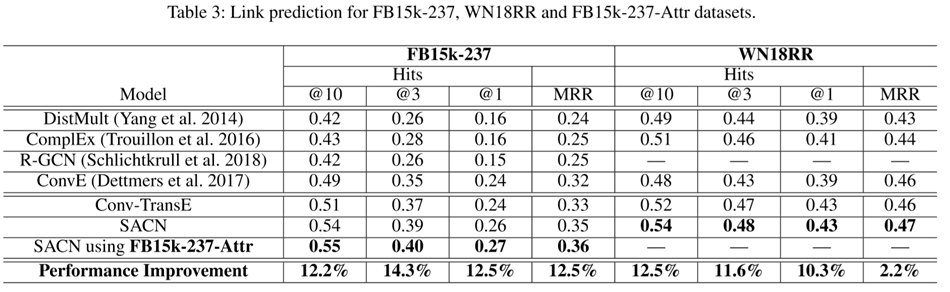 Table 3: Link prediction for FB15k-237, WN18RR and FB15k-237-Attr datasets.
FB15k-237 WN18RR
Hits Hits
Model @10 @3 @1 MRR @10 @3 @1 MRR
DistMult (Yang et al. 2014) 0.42 0.26 0.16 0.24 0.49 0.44 0.39 0.43
ComplEx (Trouillon et al. 2016) 0.43 0.28 0.16 0.25 0.51 0.46 0.41 0.44
R-GCN (Schlichtkrull et al. 2018) 0.42 0.26 0.15 0.25 — — — —
ConvE (Dettmers et al. 2017) 0.49 0.35 0.24 0.32 0.48 0.43 0.39 0.46
Conv-TransE 0.51 0.37 0.24 0.33 0.52 0.47 0.43 0.46
SACN 0.54 0.39 0.26 0.35 0.54 0.48 0.43 0.47
SACN using FB15k-237-Attr 0.55 0.40 0.27 0.36 — — — —
Performance Improvement 12.2% 14.3% 12.5% 12.5% 12.5% 11.6% 10.3% 2.2%